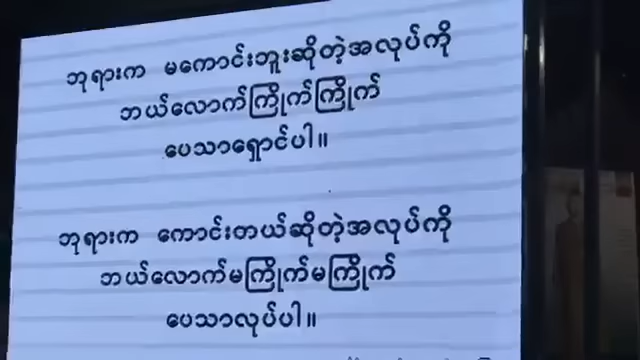 ဘုရားက မကောင်းဘူးဆိုတဲ့အလုပ်ကို
ဘယ်လောက်ကြိုက်ကြိုက်
ပေသာရှောင်ပါ။
ဘုရားက ကောင်းတယ်ဆိုတဲ့အလုပ်ကို
ဘယ်လောက်မကြိုက်မကြိုက်
ပေသာလုပ်ပါ။